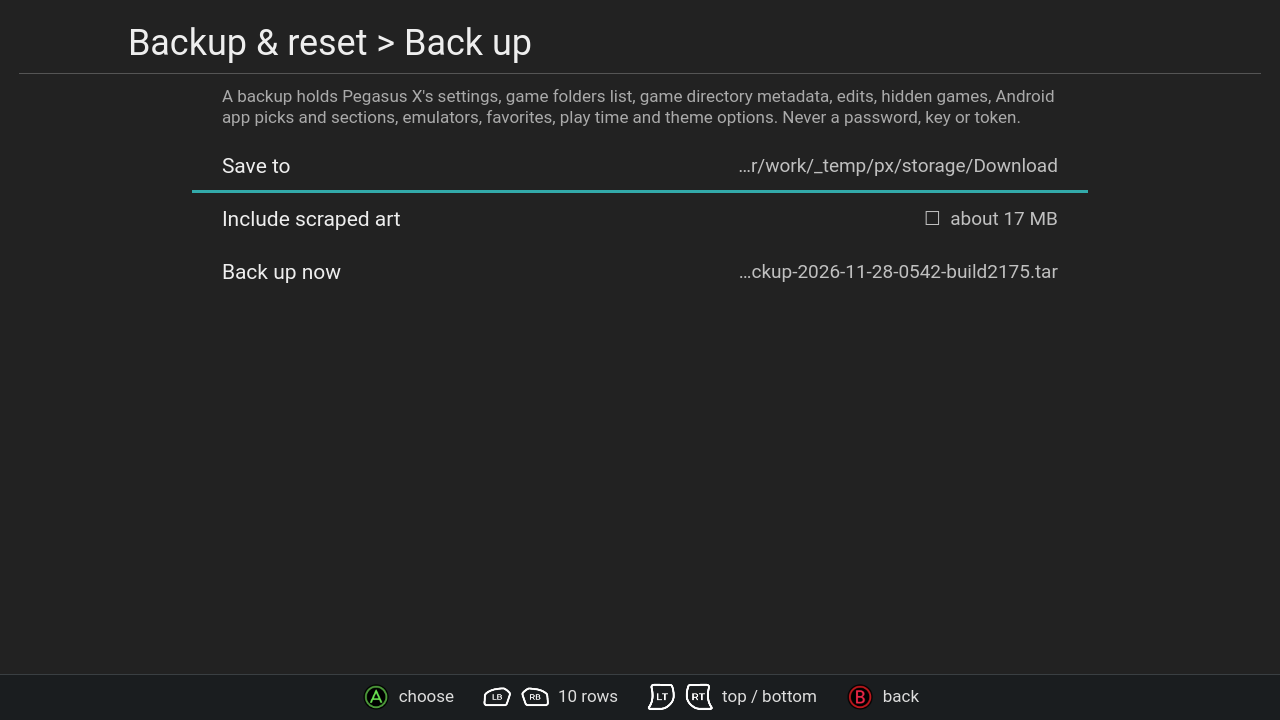 Backup & reset > Back up
A backup holds Pegasus X's settings, game folders list, game directory metadata, edits, hidden games, Android
app picks and sections, emulators, favorites, play time and theme options. Never a password, key or token.
Save to …r/work/_temp/px/storage/Download
Include scraped art ☐ about 17 MB
Back up now …ckup-2026-11-28-0542-build2175.tar
A choose LB RB 10 rows LT RT top / bottom B back